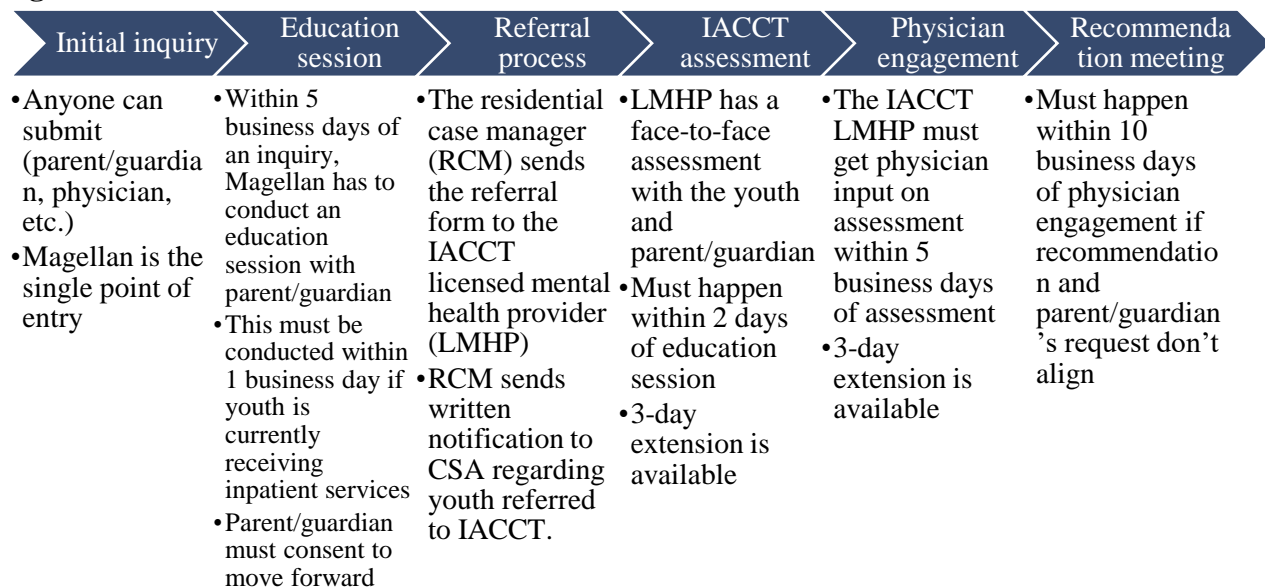 Initial inquiry
Education
session
Referral
process
IACCT
assessment
Physician
engagement
Recommenda
tion meeting
•Anyone can
submit
(parent/guardia
n, physician,
etc.)
•Magellan is the
single point of
entry
•Within 5
business days of
an inquiry,
Magellan has to
conduct an
education
session with
parent/guardian
•This must be
conducted within
1 business day if
youth is
currently
receiving
inpatient services
•Parent/guardian
must consent to
move forward
•The residential
case manager
(RCM) sends
the referral
form to the
IACCT
licensed mental
health provider
(LMHP)
•RCM sends
written
notification to
CSA regarding
youth referred
to IACCT.
•LMHP has a
face-to-face
assessment
with the youth
and
parent/guardian
•Must happen
within 2 days
of education
session
•3-day
extension is
available
•The IACCT
LMHP must
get physician
input on
assessment
within 5
business days
of assessment
•3-day
extension is
available
•Must happen
within 10
business days
of physician
engagement if
recommendatio
n and
parent/guardian
’s request don’t
align